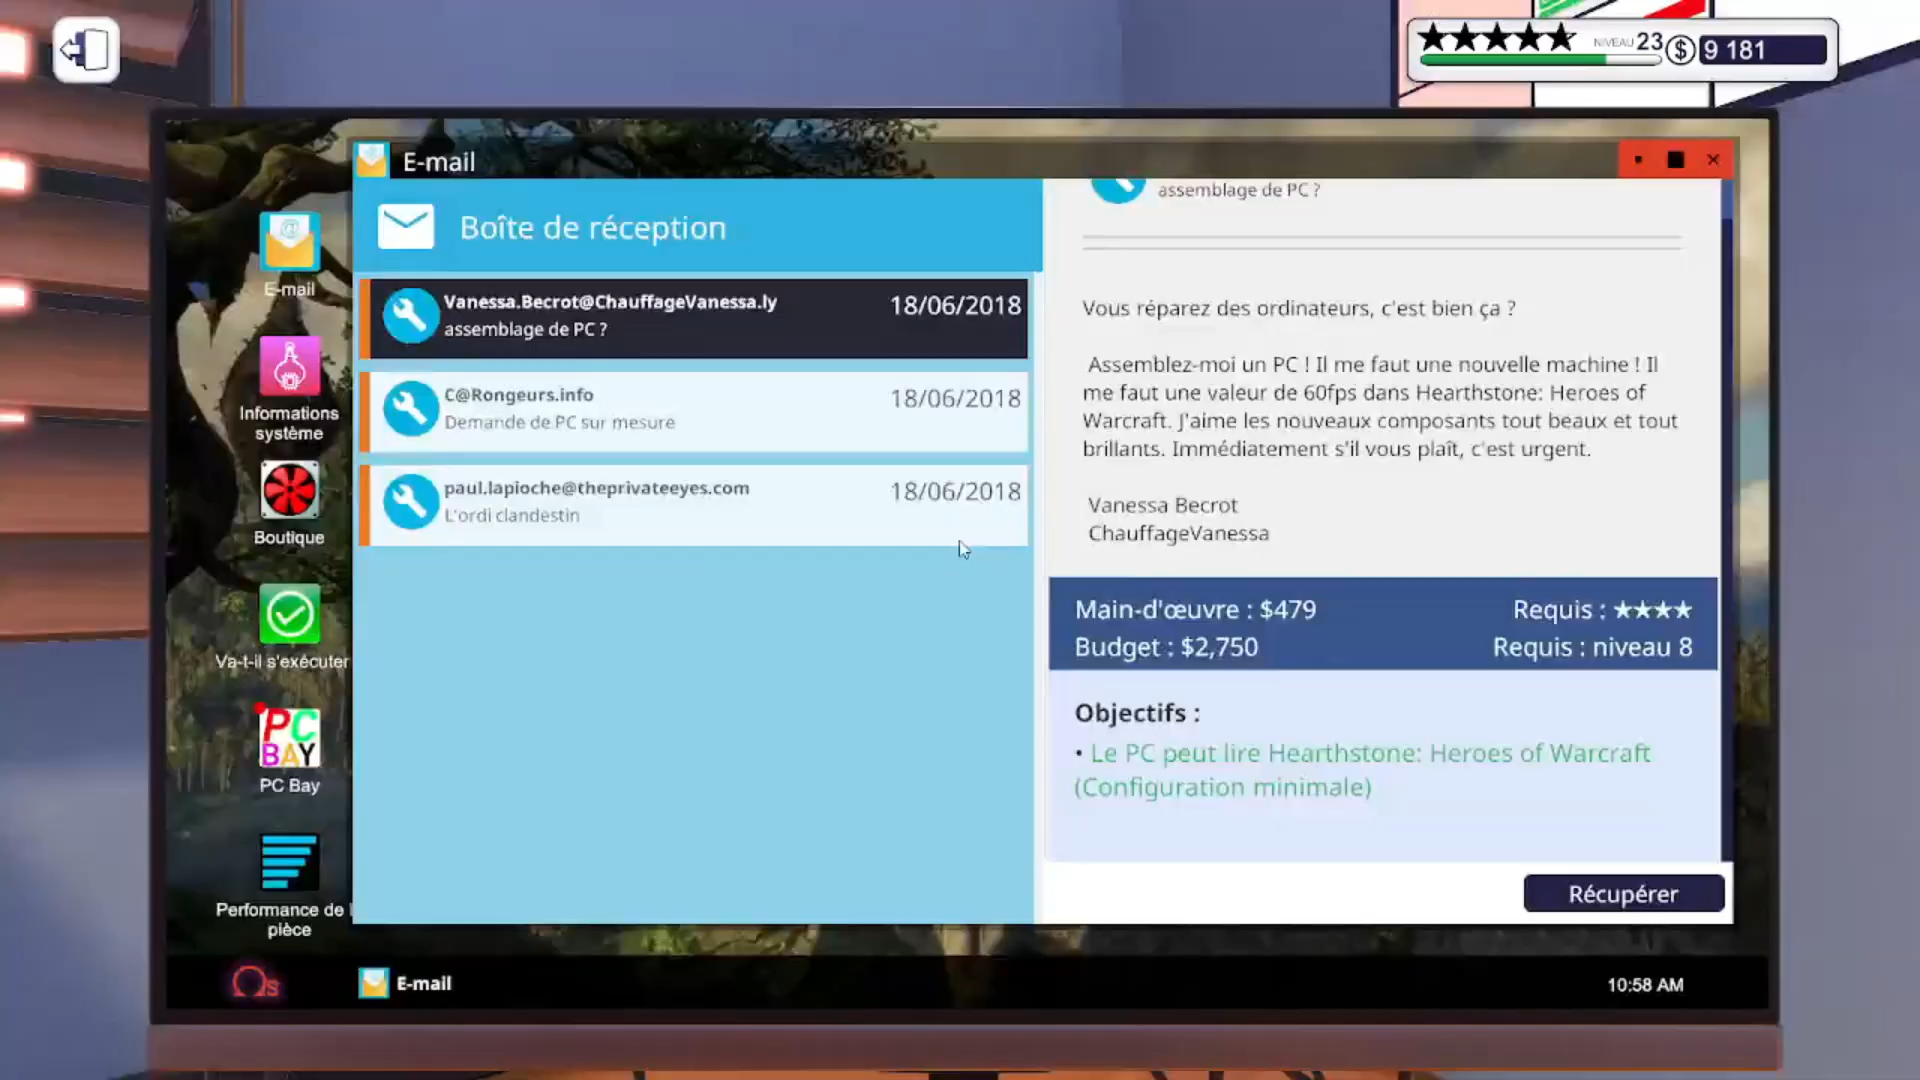 NIVEAU 23 $ 9 181
E-mail
Boîte de réception
Vanessa.Becrot@ChauffageVanessa.ly
18/06/2018
assemblage de PC ?
C@Rongeurs.info
18/06/2018
Demande de PC sur mesure
paul.lapioche@theprivateeyes.com
18/06/2018
L'ordi clandestin
assemblage de PC ?
Vous réparez des ordinateurs, c'est bien ça ?
Assemblez-moi un PC ! Il me faut une nouvelle machine ! Il
me faut une valeur de 60fps dans Hearthstone: Heroes of
Warcraft. J'aime les nouveaux composants tout beaux et tout
brillants. Immédiatement s'il vous plaît, c'est urgent.
Vanessa Becrot
ChauffageVanessa
Main-d'œuvre : $479
Requis : ★★★★
Budget : $2,750
Requis : niveau 8
Objectifs :
• Le PC peut lire Hearthstone: Heroes of Warcraft
(Configuration minimale)
Récupérer
E-mail
Informations
système
Boutique
Va-t-il s'exécuter
PC
BAY
PC Bay
Performance de l
pièce
Ωs
E-mail
10:58 AM